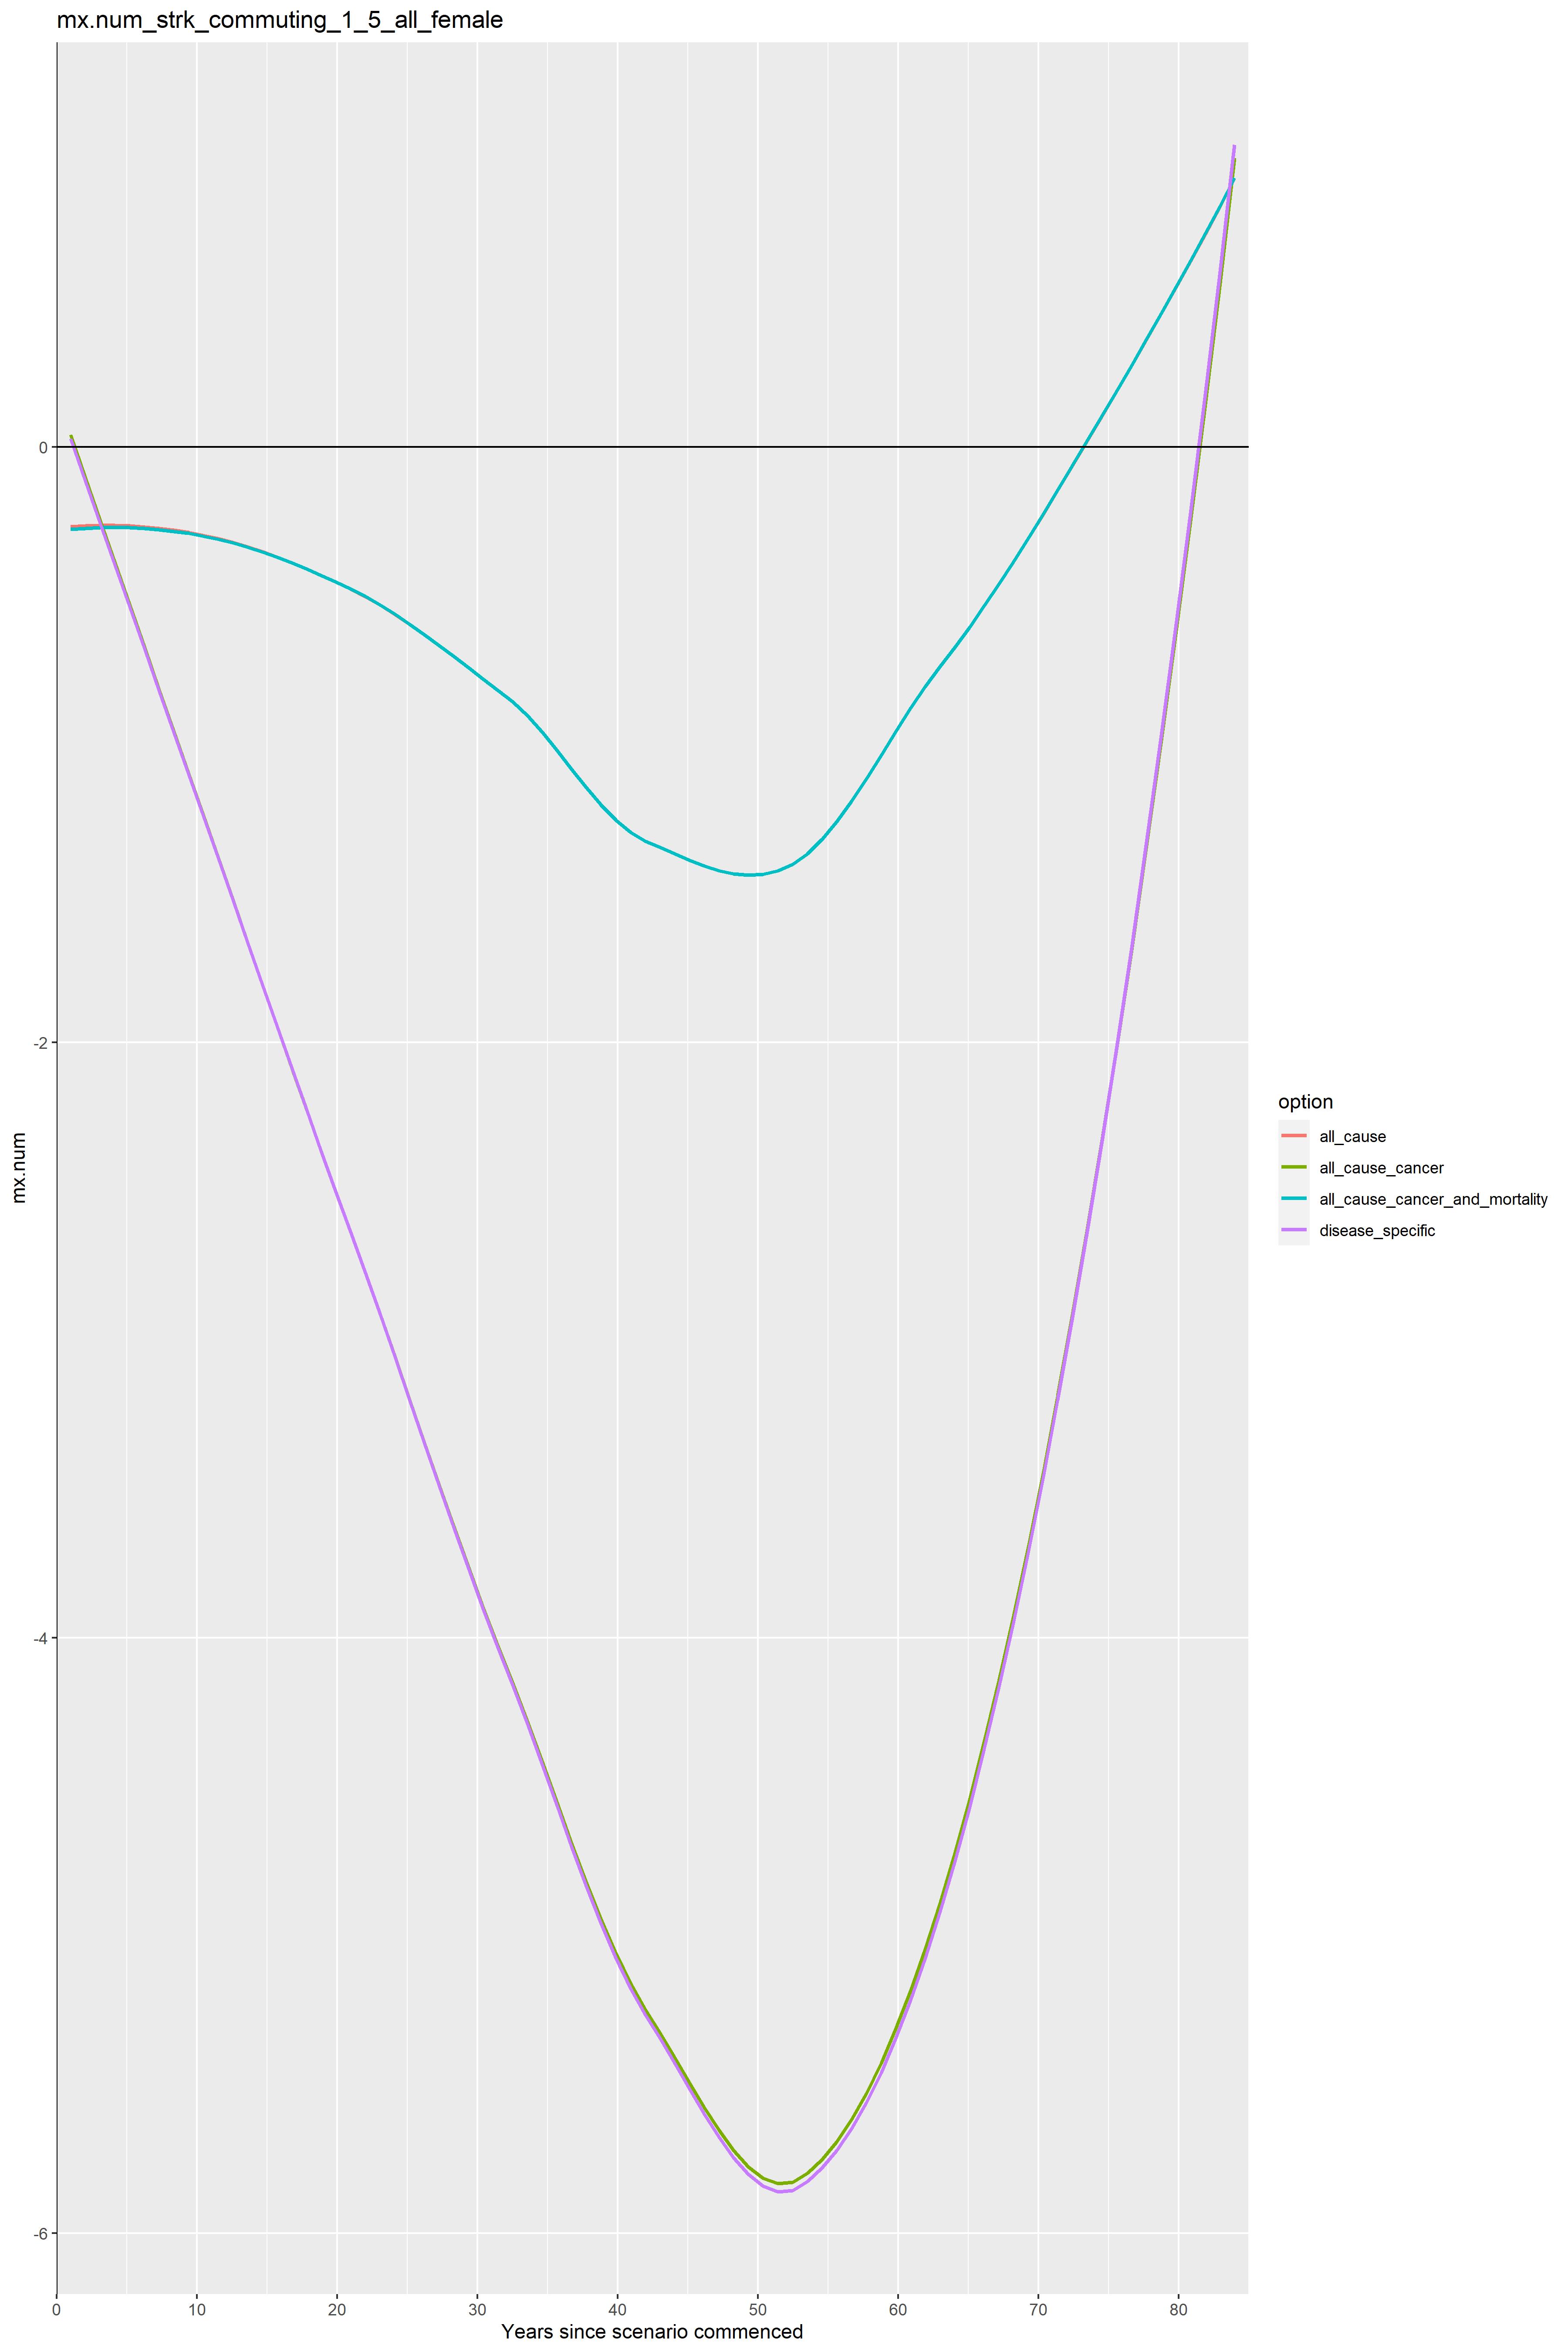 mx.num_strk_commuting_1_5_all_female
mx.num
0
-2
-4
-6
0 10 20 30 40 50 60 70 80
Years since scenario commenced
option
all_cause
all_cause_cancer
all_cause_cancer_and_mortality
disease_specific